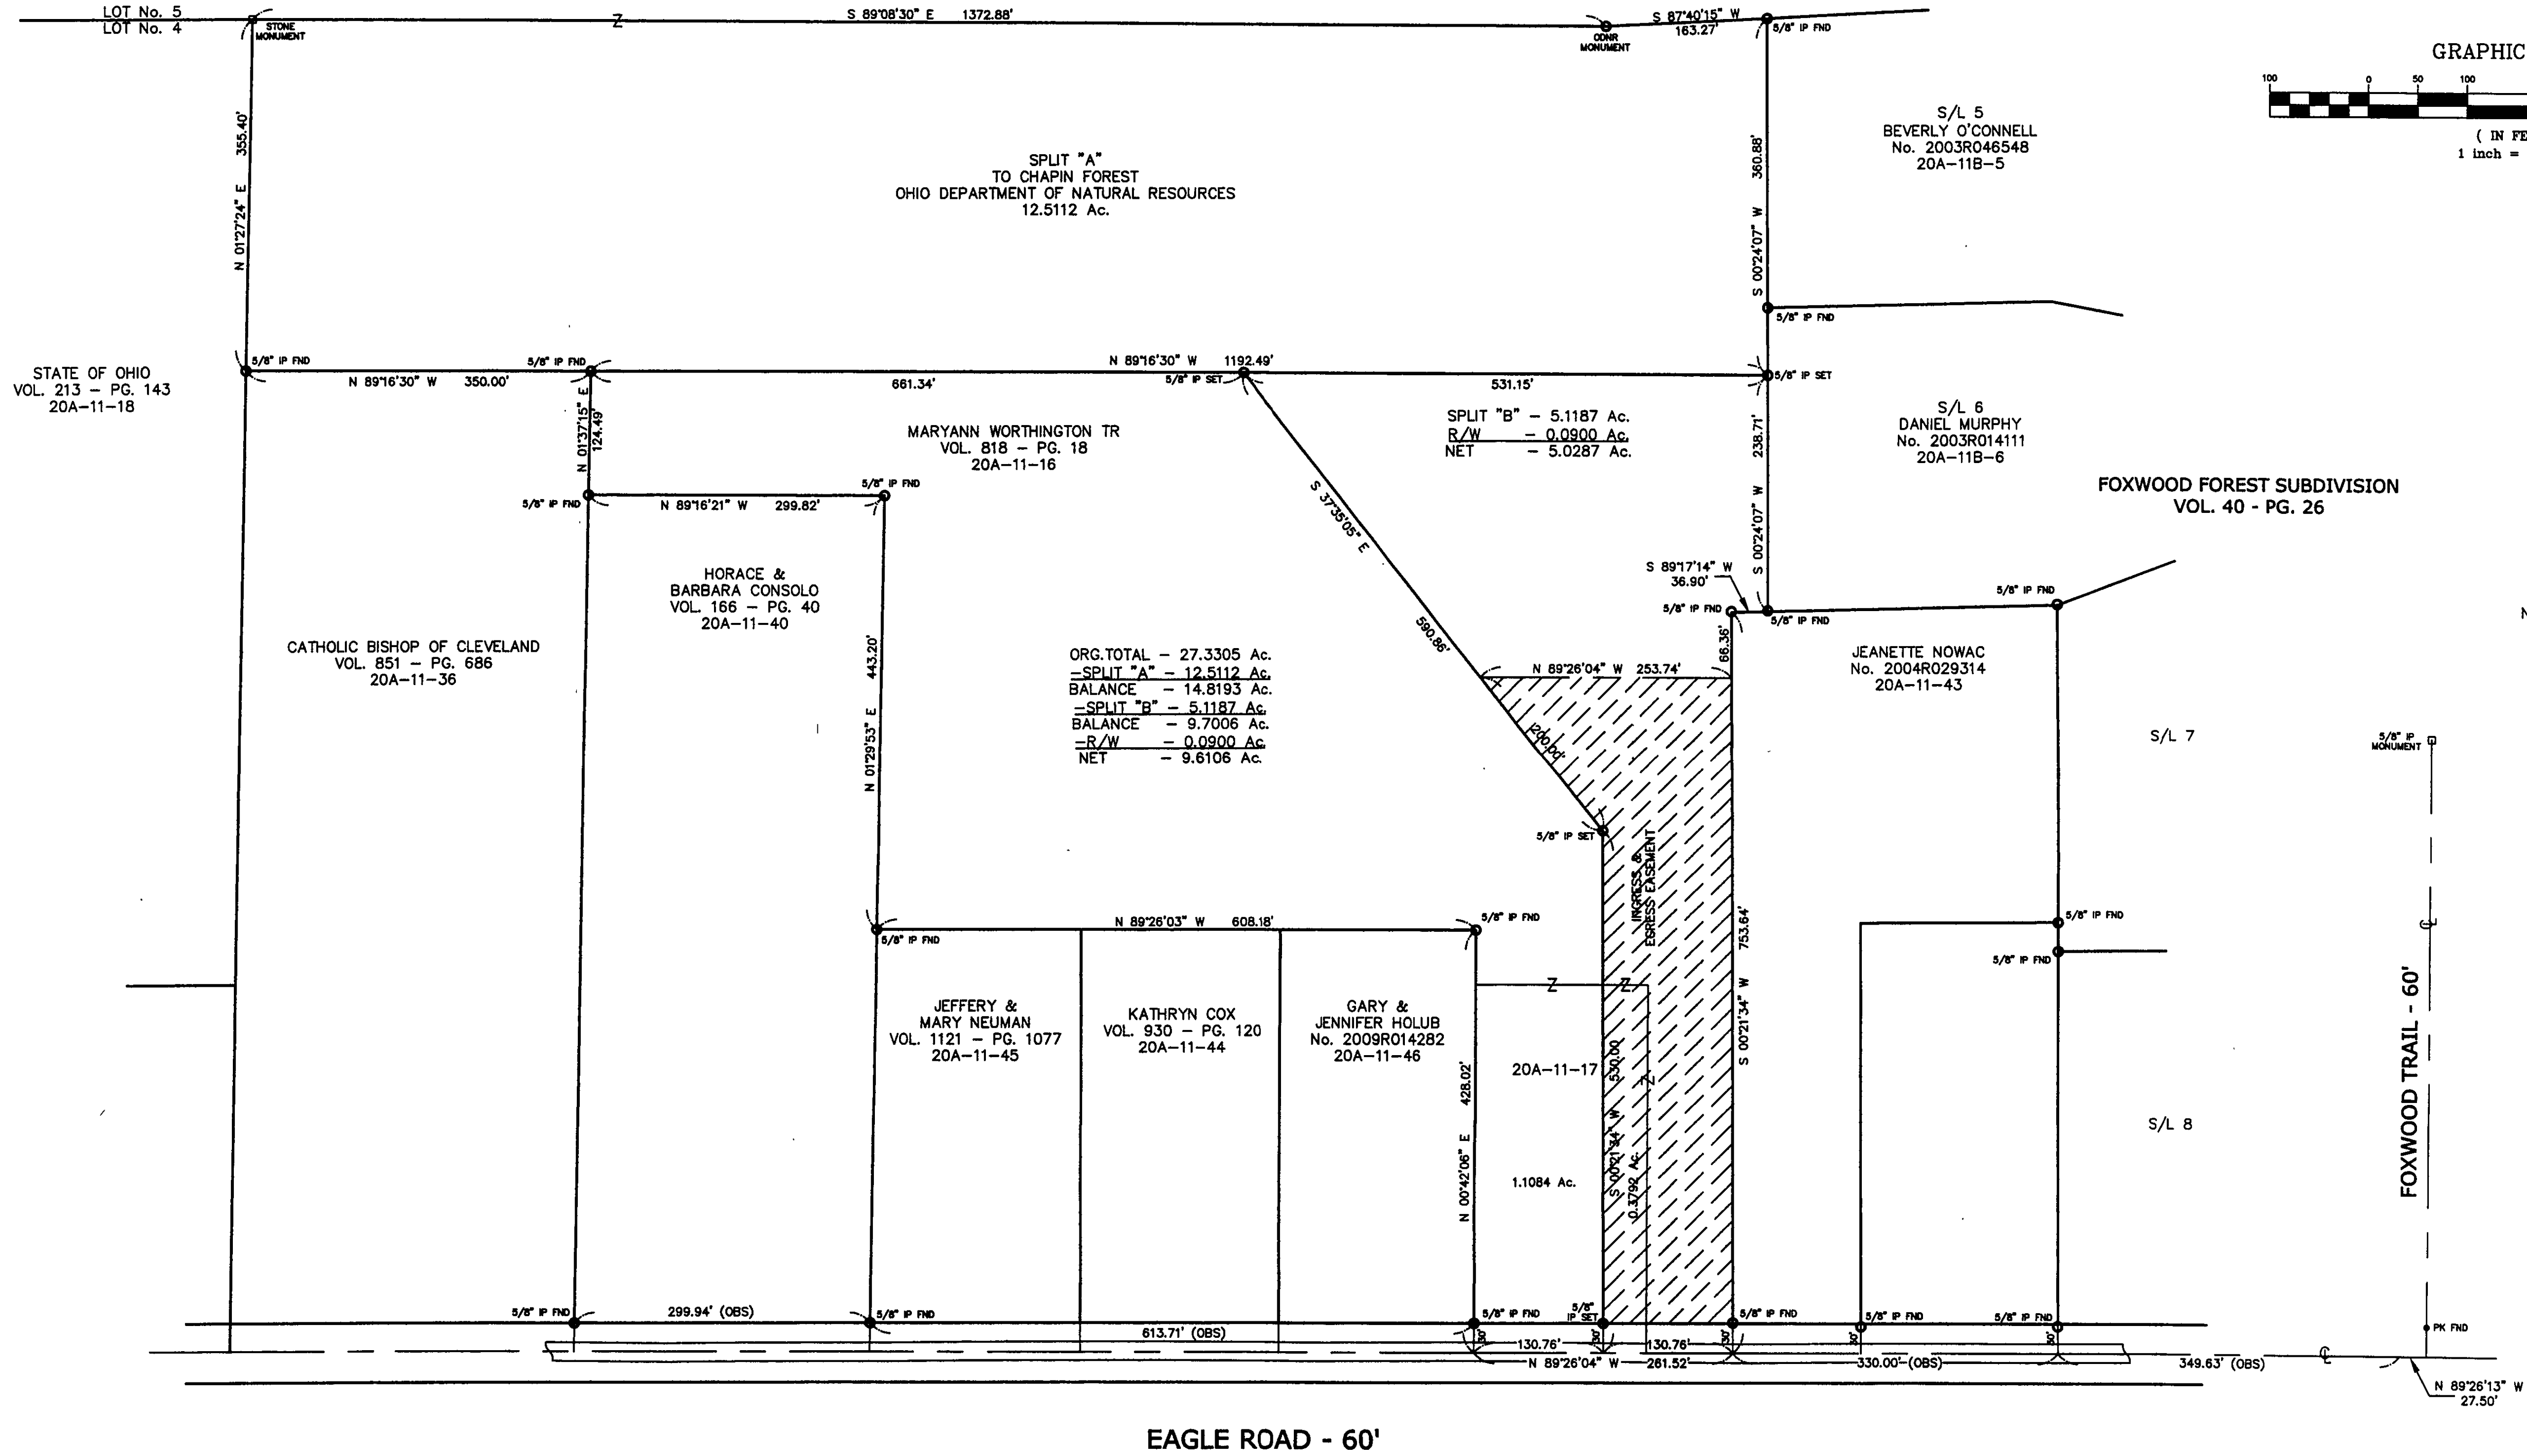 LOT No. 5
LOT No. 4
S 89°08'30" E 1372.88'
S 87°40'15" W
163.27'
STONE
MONUMENT
Z
ODNR
MONUMENT
5/8" IP FND
GRAPHIC
100 0 50 100
( IN FE
1 inch =
N 01°27'24" E 355.40'
SPLIT "A"
TO CHAPIN FOREST
OHIO DEPARTMENT OF NATURAL RESOURCES
12.5112 Ac.
S 00°24'07" W 360.88'
S/L 5
BEVERLY O'CONNELL
No. 2003R046548
20A-11B-5
5/8" IP FND
STATE OF OHIO
VOL. 213 - PG. 143
20A-11-18
5/8" IP FND
N 89°16'30" W 350.00'
5/8" IP FND
N 89°16'30" W 1192.49'
661.34'
5/8" IP SET
531.15'
5/8" IP SET
N 01°37'15" E
124.49'
MARYANN WORTHINGTON TR
VOL. 818 - PG. 18
20A-11-16
SPLIT "B" - 5.1187 Ac.
R/W - 0.0900 Ac.
NET - 5.0287 Ac.
S 00°24'07" W 238.71'
S/L 6
DANIEL MURPHY
No. 2003R014111
20A-11B-6
FOXWOOD FOREST SUBDIVISION
VOL. 40 - PG. 26
5/8" IP FND
N 89°16'21" W 299.82'
5/8" IP FND
S 37°35'05" E
590.86'
200.00'
HORACE &
BARBARA CONSOLO
VOL. 166 - PG. 40
20A-11-40
S 89°17'14" W
36.90'
5/8" IP FND
5/8" IP FND
5/8" IP FND
N
CATHOLIC BISHOP OF CLEVELAND
VOL. 851 - PG. 686
20A-11-36
N 01°29'53" E 443.20'
ORG.TOTAL - 27.3305 Ac.
-SPLIT "A" - 12.5112 Ac.
BALANCE - 14.8193 Ac.
-SPLIT "B" - 5.1187 Ac.
BALANCE - 9.7006 Ac.
-R/W - 0.0900 Ac.
NET - 9.6106 Ac.
66.36'
N 89°26'04" W 253.74'
JEANETTE NOWAC
No. 2004R029314
20A-11-43
S/L 7
5/8" IP
MONUMENT
5/8" IP SET
INGRESS &
EGRESS EASEMENT
S 00°21'34" W 753.64'
5/8" IP FND
N 89°26'03" W 608.18'
5/8" IP FND
5/8" IP FND
5/8" IP FND
Z Z
Z
JEFFERY &
MARY NEUMAN
VOL. 1121 - PG. 1077
20A-11-45
KATHRYN COX
VOL. 930 - PG. 120
20A-11-44
GARY &
JENNIFER HOLUB
No. 2009R014282
20A-11-46
N 00°42'06" E 428.02'
20A-11-17
1.1084 Ac.
S 00°21'34" W 530.00
0.3792 Ac.
S/L 8
FOXWOOD TRAIL - 60'
5/8" IP FND
299.94' (OBS)
5/8" IP FND
5/8" IP FND
5/8"
IP SET
5/8" IP FND
5/8" IP FND
5/8" IP FND
PK FND
613.71' (OBS)
30'
130.76'
30'
130.76'
30'
30'
30'
N 89°26'04" W 261.52'
330.00' (OBS)
349.63' (OBS)
N 89°26'13" W
27.50'
EAGLE ROAD - 60'